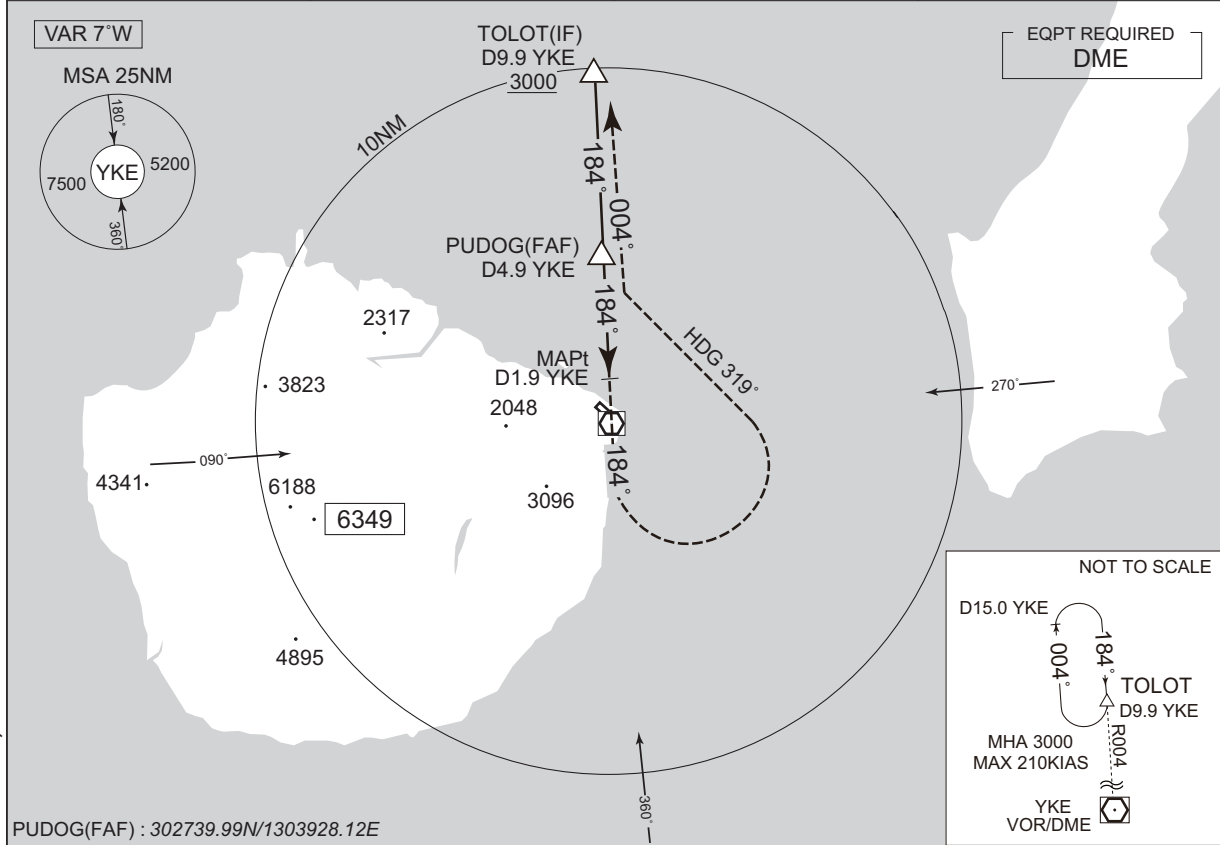 VAR 7°W
MSA 25NM
180°
YKE
7500
5200
360°
TOLOT(IF)
D9.9 YKE
3000
EQPT REQUIRED
DME
10NM
184°
004°
PUDOG(FAF)
D4.9 YKE
184°
HDG 319°
MAPt
D1.9 YKE
184°
2317
3823
2048
270°
090°
4341
6188
6349
3096
4895
360°
NOT TO SCALE
D15.0 YKE
004°
184°
TOLOT
D9.9 YKE
R004
MHA 3000
MAX 210KIAS
YKE
VOR/DME
PUDOG(FAF) : 302739.99N/1303928.12E